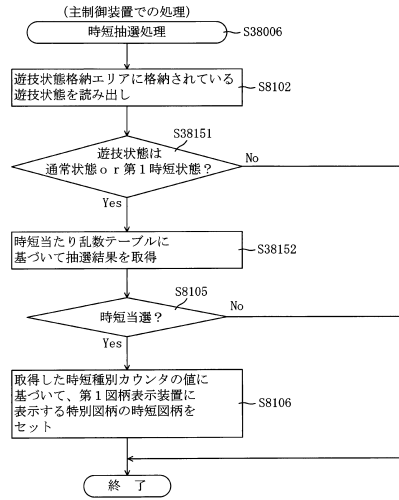 (主制御装置での処理)
時短抽選処理
S38006
遊技状態格納エリアに格納されている
遊技状態を読み出し
S8102
S38151
遊技状態は
通常状態or第1時短状態?
No
Yes
時短当たり乱数テーブルに
基づいて抽選結果を取得
S38152
S8105
時短当選?
No
Yes
取得した時短種別カウンタの値に
基づいて、第1図柄表示装置に
表示する特別図柄の時短図柄を
セット
S8106
終 了